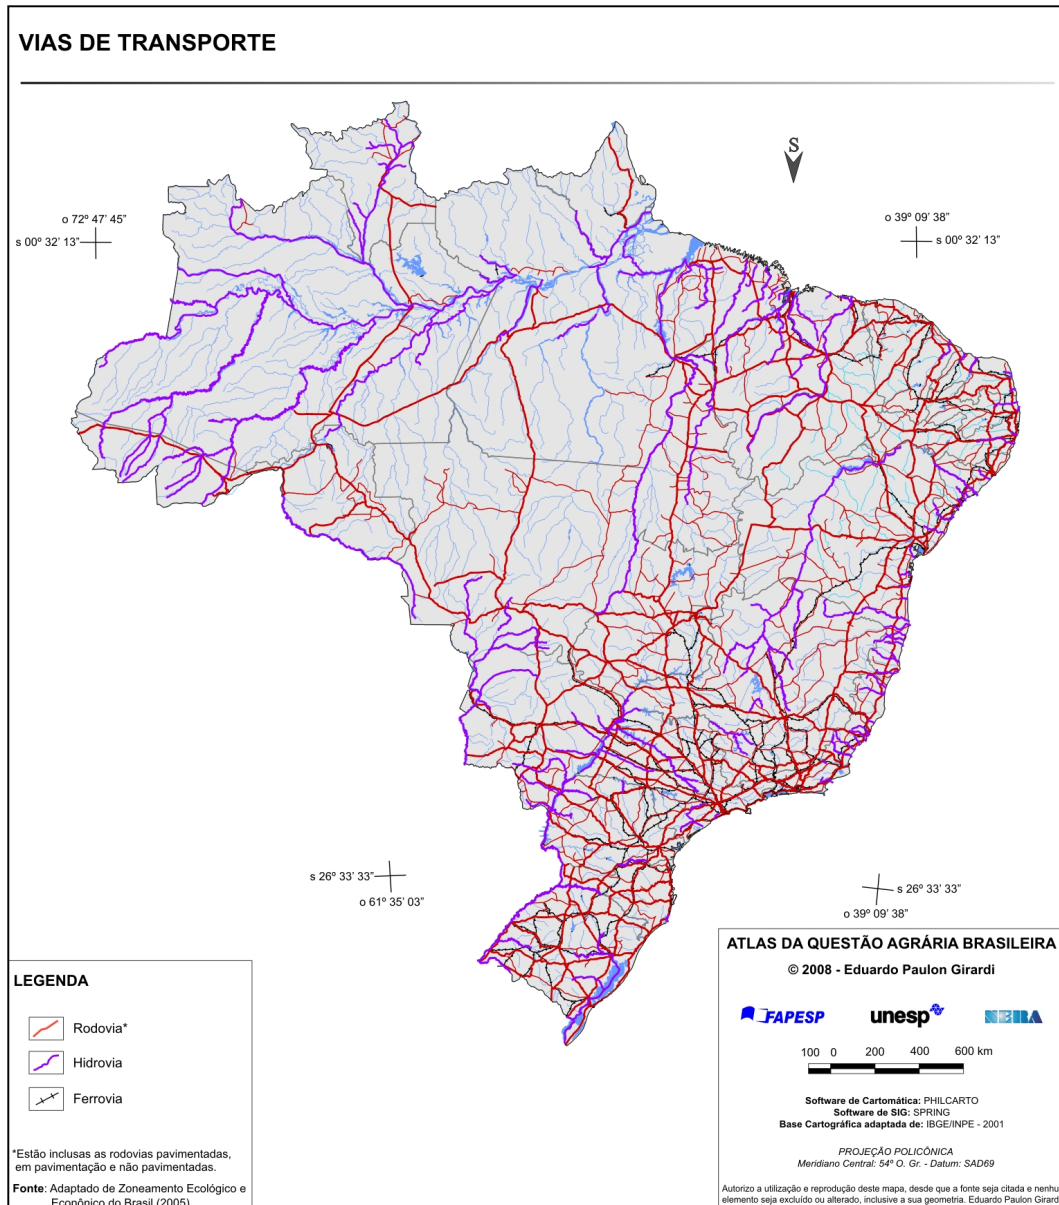 VIAS DE TRANSPORTE
S
o 72º 47' 45"
s 00º 32' 13"
o 39º 09' 38"
s 00º 32' 13"
s 26º 33' 33"
o 61º 35' 03"
s 26º 33' 33"
o 39º 09' 38"
LEGENDA
Rodovia*
Hidrovia
Ferrovia
*Estão inclusas as rodovias pavimentadas,
em pavimentação e não pavimentadas.
Fonte: Adaptado de Zoneamento Ecológico e
Econônico do Brasil (2005)
ATLAS DA QUESTÃO AGRÁRIA BRASILEIRA
© 2008 - Eduardo Paulon Girardi
FAPESP
unesp
NERA
100 0 200 400 600 km
Software de Cartomática: PHILCARTO
Software de SIG: SPRING
Base Cartográfica adaptada de: IBGE/INPE - 2001
PROJEÇÃO POLICÔNICA
Meridiano Central: 54º O. Gr. - Datum: SAD69
Autorizo a utilização e reprodução deste mapa, desde que a fonte seja citada e nenhu
elemento seja excluído ou alterado, inclusive a sua geometria. Eduardo Paulon Girard